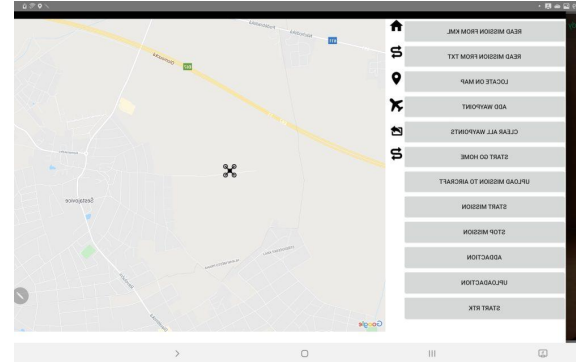 READ MISSION FROM KML
READ MISSION FROM TXT
LOCATE ON MAP
ADD WAYPOINT
CLEAR ALL WAYPOINTS
START GO HOME
UPLOAD MISSION TO AIRCRAFT
START MISSION
STOP MISSION
ADDACTION
UPLOADACTION
START RTK
Google